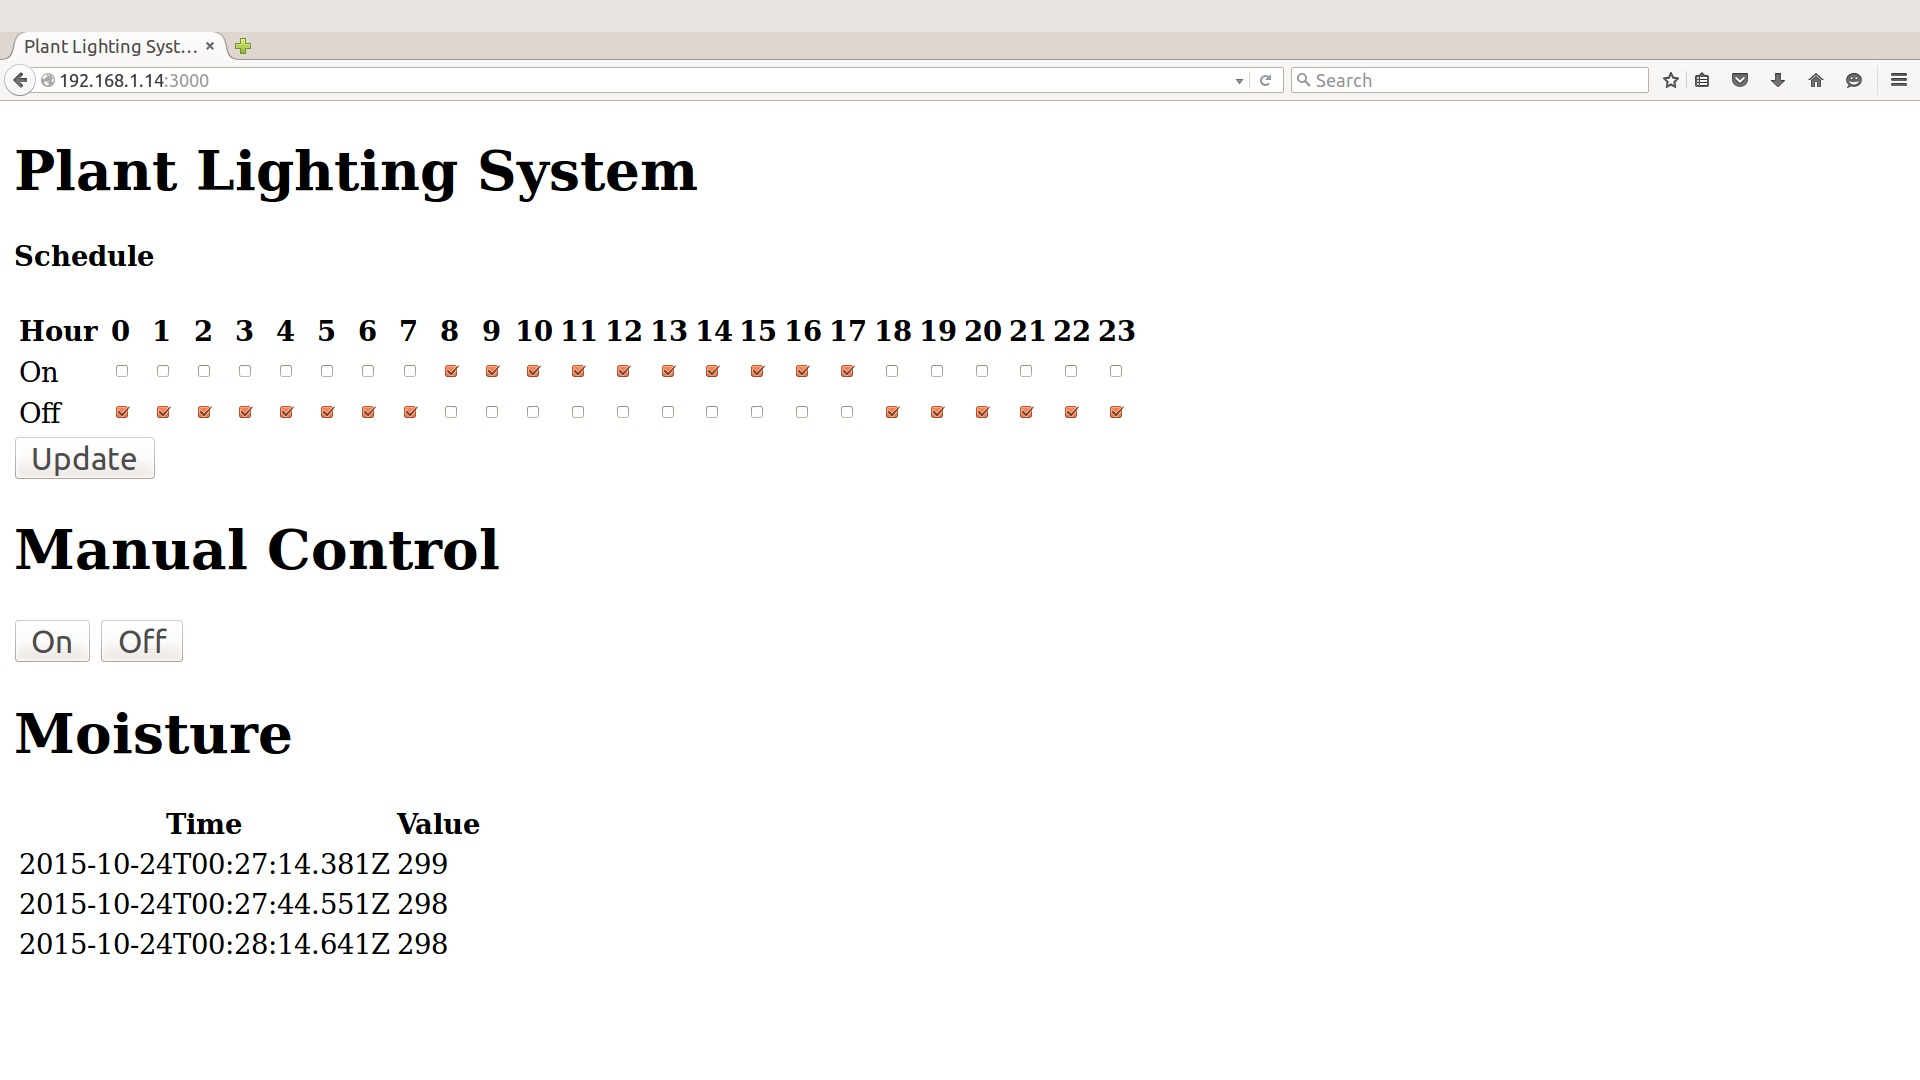 Plant Lighting Syst...
192.168.1.14:3000
Search
Plant Lighting System
Schedule
Hour 0 1 2 3 4 5 6 7 8 9 10 11 12 13 14 15 16 17 18 19 20 21 22 23
On
Off
Update
Manual Control
On Off
Moisture
Time Value
2015-10-24T00:27:14.381Z 299
2015-10-24T00:27:44.551Z 298
2015-10-24T00:28:14.641Z 298